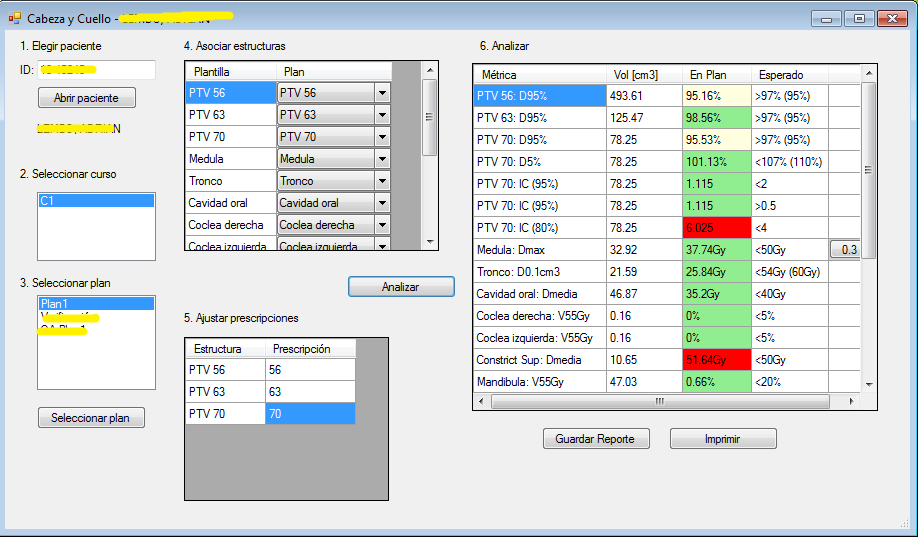 Cabeza y Cuello -
1. Elegir paciente
ID:
Abrir paciente
2. Seleccionar curso
C1
3. Seleccionar plan
Plan1
Seleccionar plan
4. Asociar estructuras
Plantilla Plan
PTV 56 PTV 56
PTV 63 PTV 63
PTV 70 PTV 70
Medula Medula
Tronco Tronco
Cavidad oral Cavidad oral
Coclea derecha Coclea derecha
Coclea izquierda Coclea izquierda
Analizar
5. Ajustar prescripciones
Estructura Prescripción
PTV 56 56
PTV 63 63
PTV 70 70
6. Analizar
Métrica Vol [cm3] En Plan Esperado
PTV 56: D95% 493.61 95.16% >97% (95%)
PTV 63: D95% 125.47 98.56% >97% (95%)
PTV 70: D95% 78.25 95.53% >97% (95%)
PTV 70: D5% 78.25 101.13% <107% (110%)
PTV 70: IC (95%) 78.25 1.115 <2
PTV 70: IC (95%) 78.25 1.115 >0.5
PTV 70: IC (80%) 78.25 6.025 <4
Medula: Dmax 32.92 37.74Gy <50Gy 0.3
Tronco: D0.1cm3 21.59 25.84Gy <54Gy (60Gy)
Cavidad oral: Dmedia 46.87 35.2Gy <40Gy
Coclea derecha: V55Gy 0.16 0% <5%
Coclea izquierda: V55Gy 0.16 0% <5%
Constrict Sup: Dmedia 10.65 51.64Gy <50Gy
Mandibula: V55Gy 47.03 0.66% <20%
Guardar Reporte
Imprimir